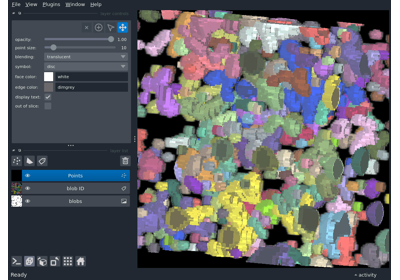 File View Plugins Window Help
opacity: 1.00
point size: 10
blending: translucent
symbol: disc
face color: white
edge color: dimgrey
display text:
out of slice:
Points
blob ID
blobs
Ready
activity